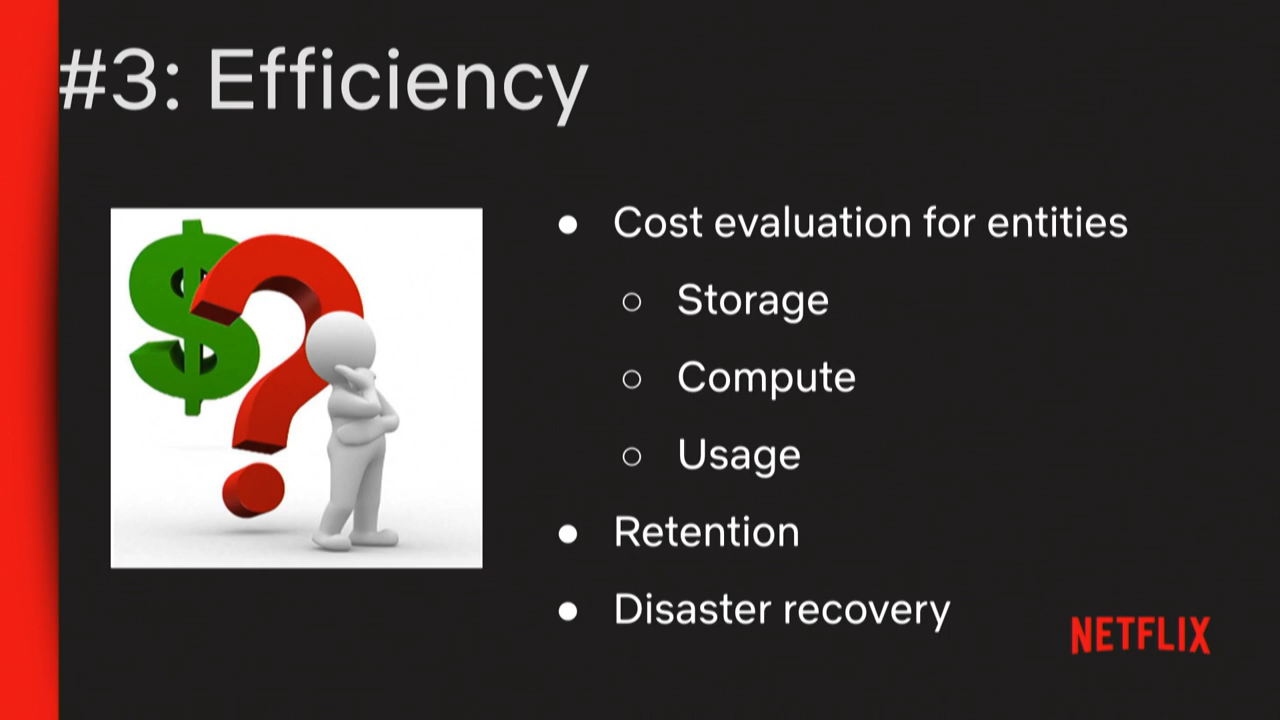 #3: Efficiency
● Cost evaluation for entities
○ Storage
○ Compute
○ Usage
● Retention
● Disaster recovery
NETFLIX